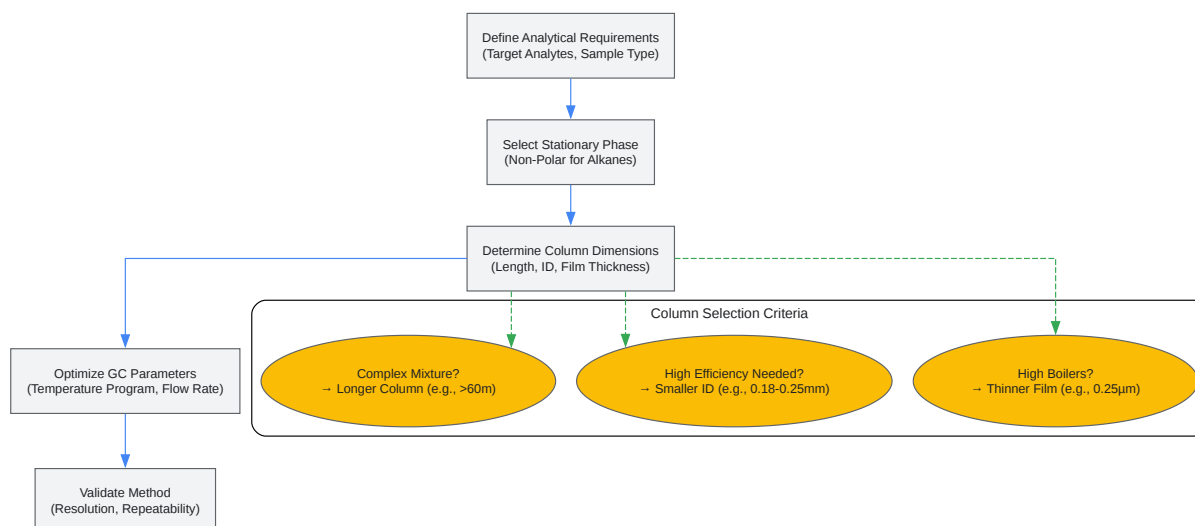 Define Analytical Requirements
(Target Analytes, Sample Type)
Select Stationary Phase
(Non-Polar for Alkanes)
Determine Column Dimensions
(Length, ID, Film Thickness)
Column Selection Criteria
Complex Mixture?
→ Longer Column (e.g., >60m)
High Efficiency Needed?
→ Smaller ID (e.g., 0.18-0.25mm)
High Boilers?
→ Thinner Film (e.g., 0.25µm)
Optimize GC Parameters
(Temperature Program, Flow Rate)
Validate Method
(Resolution, Repeatability)